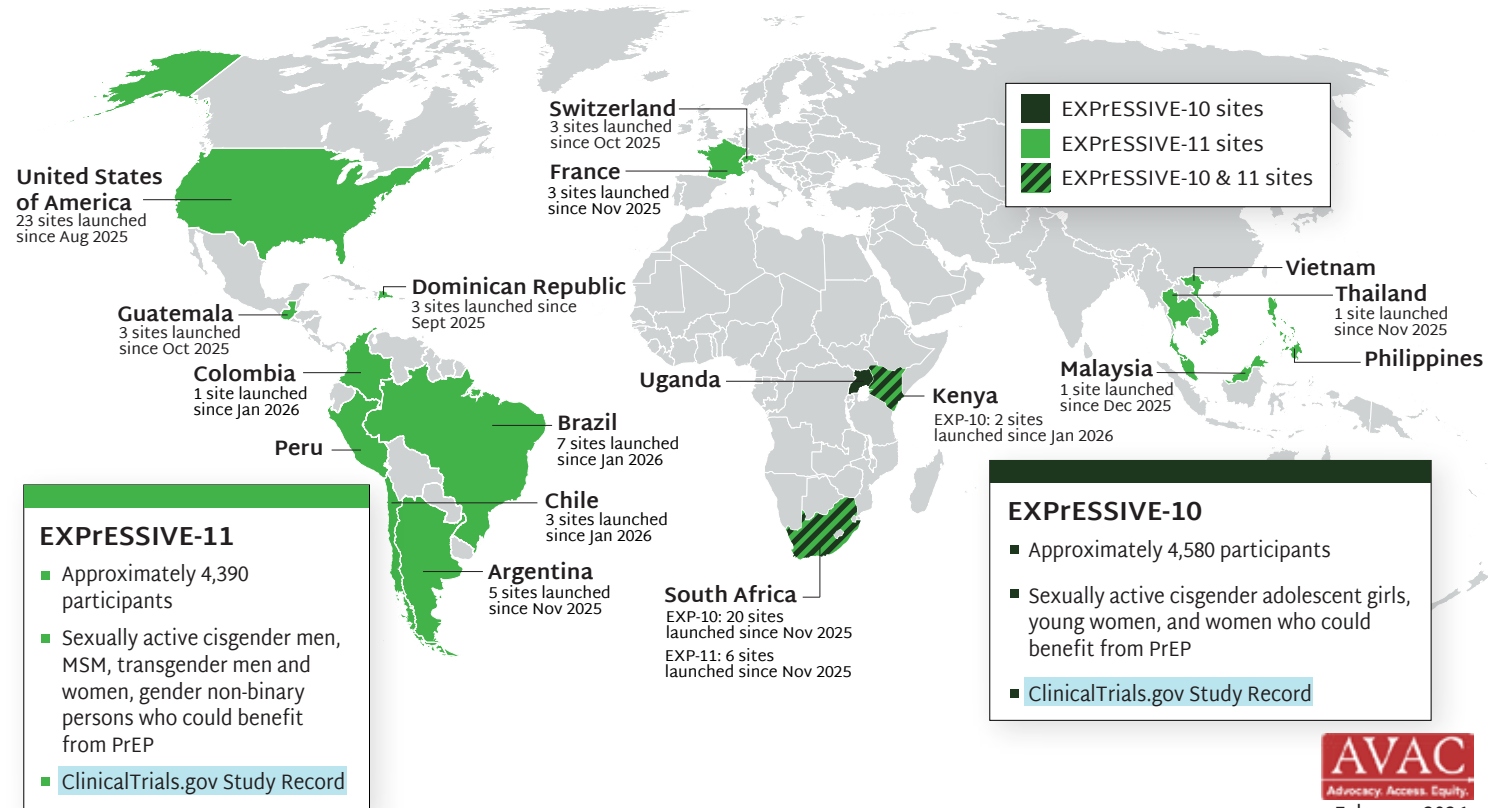 Switzerland
3 sites launched
since Oct 2025
France
3 sites launched
since Nov 2025
EXPrESSIVE-10 sites
EXPrESSIVE-11 sites
EXPrESSIVE-10 & 11 sites
United States
of America
23 sites launched
since Aug 2025
Dominican Republic
3 sites launched since
Sept 2025
Guatemala
3 sites launched
since Oct 2025
Colombia
1 site launched
since Jan 2026
Peru
Brazil
7 sites launched
since Jan 2026
Chile
3 sites launched
since Jan 2026
Argentina
5 sites launched
since Nov 2025
Uganda
Kenya
EXP-10: 2 sites
launched since Jan 2026
South Africa
EXP-10: 20 sites
launched since Nov 2025
EXP-11: 6 sites
launched since Nov 2025
Vietnam
Thailand
1 site launched
since Nov 2025
Philippines
Malaysia
1 site launched
since Dec 2025
EXPrESSIVE-11
Approximately 4,390
participants
Sexually active cisgender men,
MSM, transgender men and
women, gender non-binary
persons who could benefit
from PrEP
ClinicalTrials.gov Study Record
EXPrESSIVE-10
Approximately 4,580 participants
Sexually active cisgender adolescent girls,
young women, and women who could
benefit from PrEP
ClinicalTrials.gov Study Record
AVAC
Advocacy. Access. Equity.